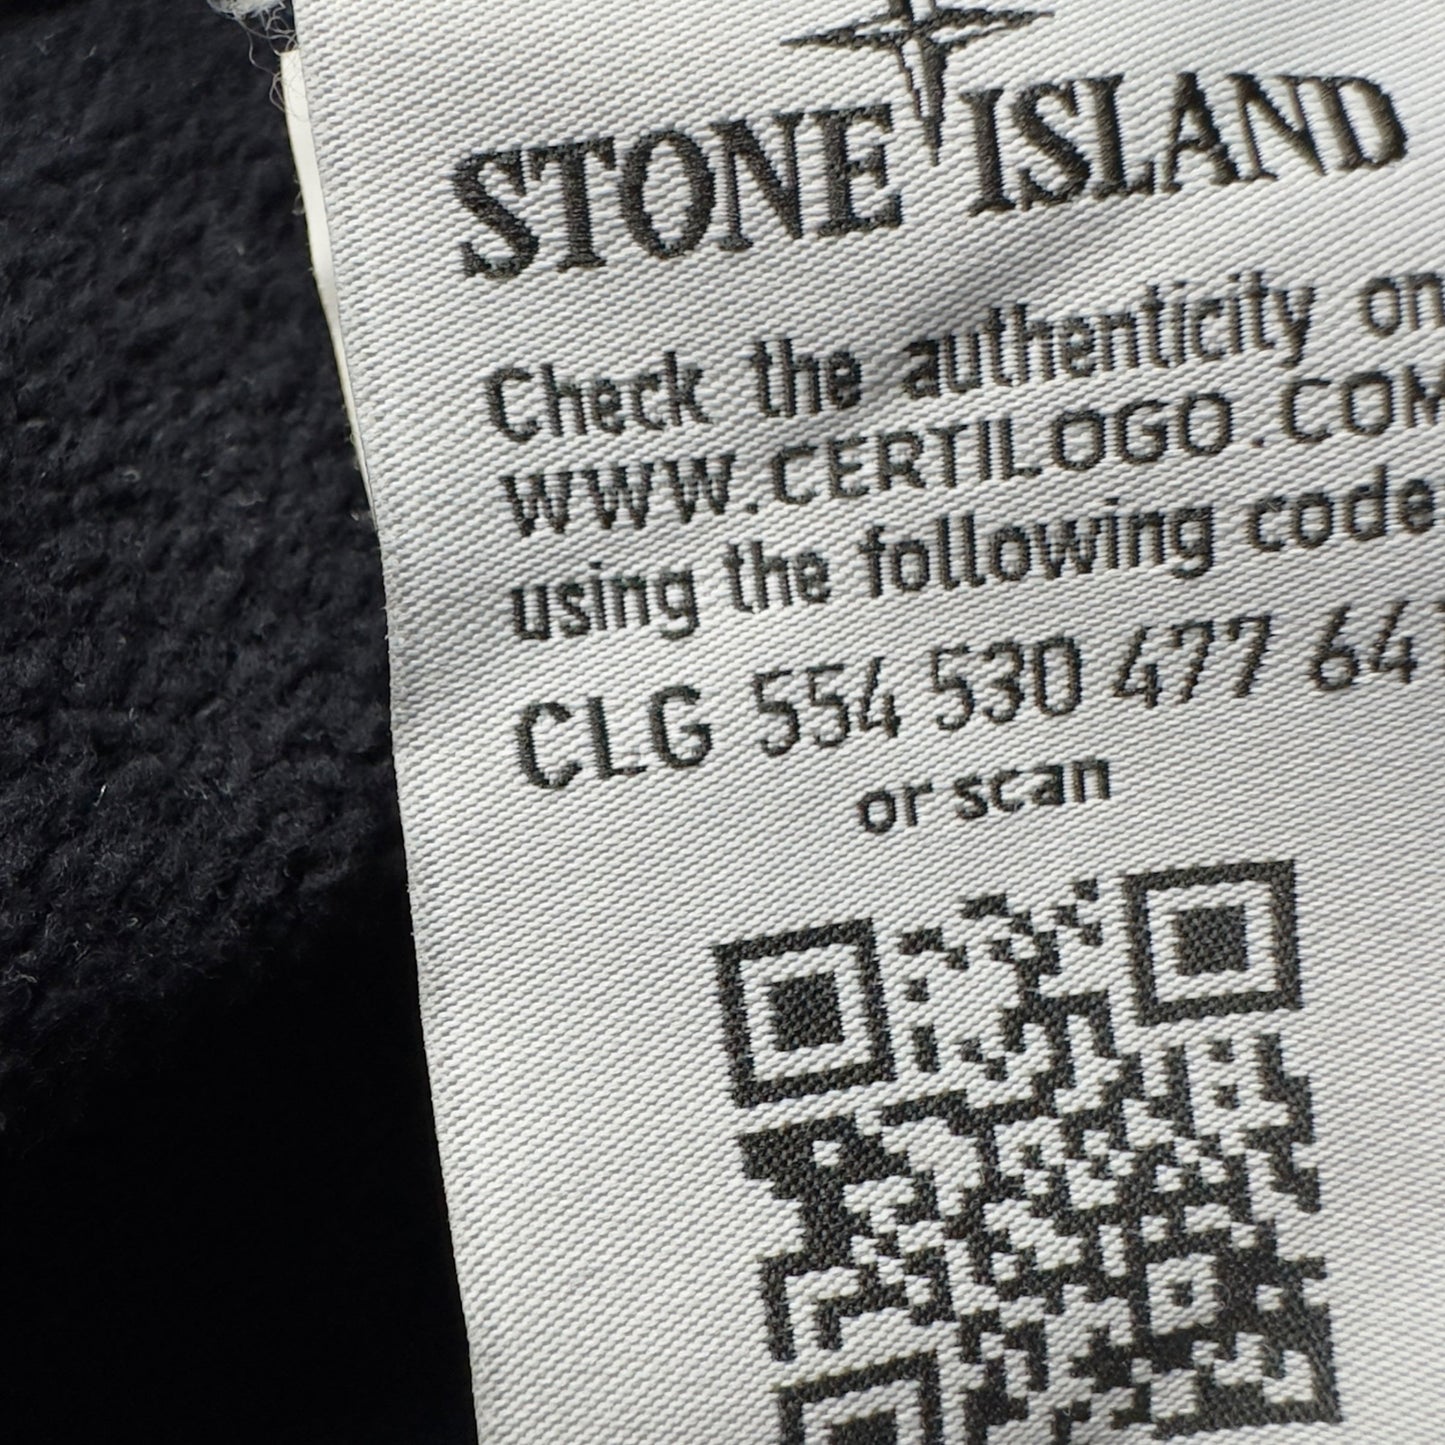 STONE ISLAND
Check the authenticity on
WWW.CERTILOGO.COM
using the following code
CLG 554 530 477 64
or scan